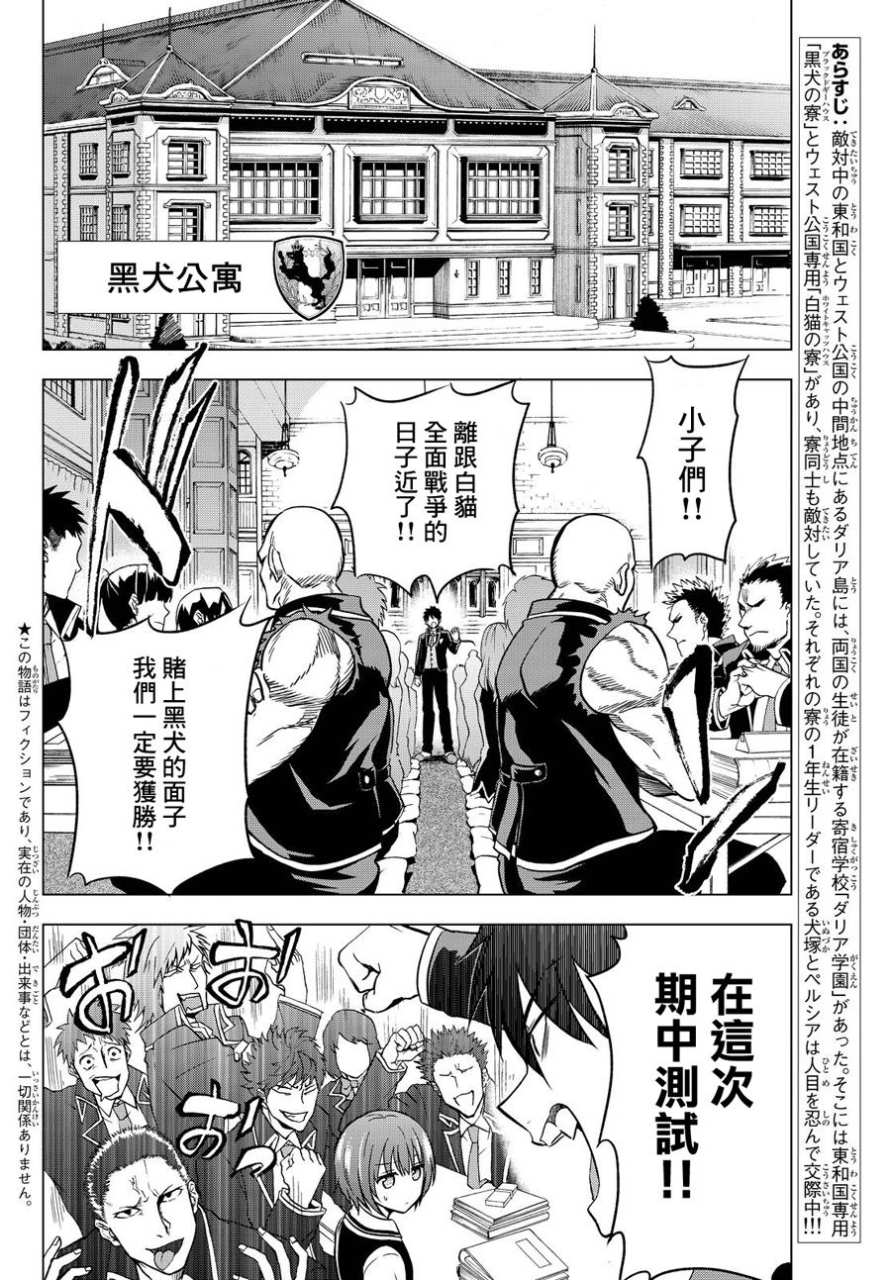 あらすじ：敵対中の東和国とウェスト公国の中間地点にあるダリア島には、両国の生徒が在籍する寄宿学校「ダリア学園」があった。そこには東和国専用
「黒犬の寮」とウェスト公国専用「白猫の寮」があり、寮同士も敵対していた。それぞれの寮の１年生リーダーである犬塚とペルシアは人目を忍んで交際中!!!
黑犬公寓
小子們!!
離跟白貓
全面戰爭的
日子近了!!
賭上黑犬的面子
我們一定要獲勝!!
在這次
期中測試!!
おお
おお
★この物語はフィクションであり、実在の人物・団体・出来事などとは、一切関係ありません。